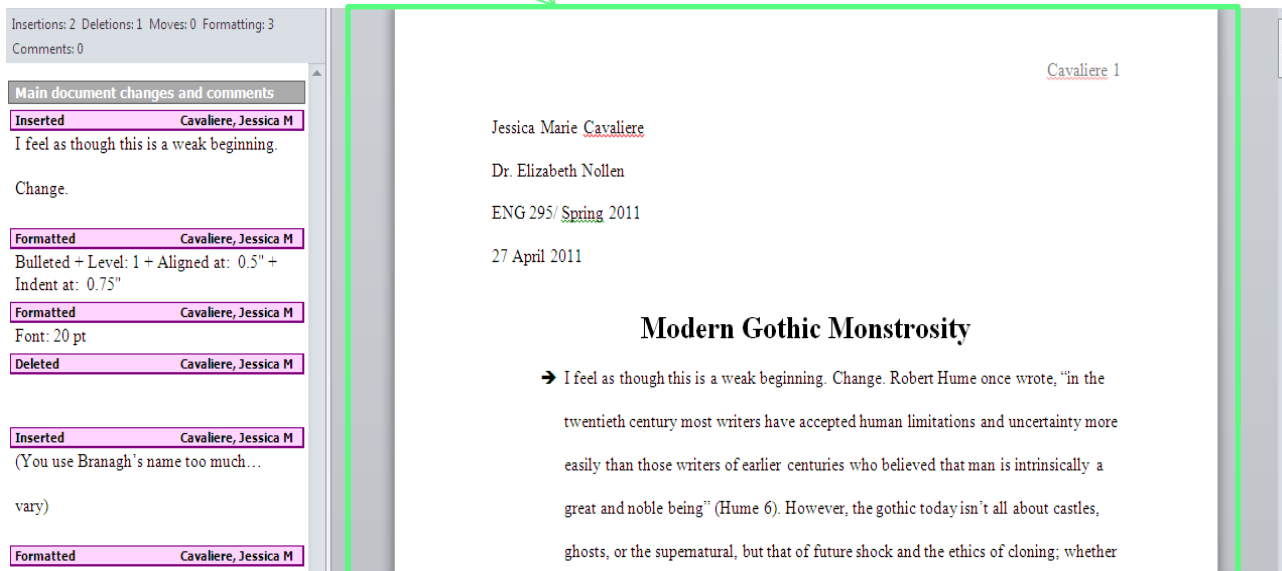 Insertions: 2 Deletions: 1 Moves: 0 Formatting: 3
Comments: 0
Main document changes and comments
Inserted Cavaliere, Jessica M
I feel as though this is a weak beginning.
Change.
Formatted Cavaliere, Jessica M
Bulleted + Level: 1 + Aligned at: 0.5" +
Indent at: 0.75"
Formatted Cavaliere, Jessica M
Font: 20 pt
Deleted Cavaliere, Jessica M
Inserted Cavaliere, Jessica M
(You use Branagh's name too much…
vary)
Formatted Cavaliere, Jessica M
Cavaliere 1
Jessica Marie Cavaliere
Dr. Elizabeth Nollen
ENG 295/ Spring 2011
27 April 2011
Modern Gothic Monstrosity
➔ I feel as though this is a weak beginning. Change. Robert Hume once wrote, “in the
twentieth century most writers have accepted human limitations and uncertainty more
easily than those writers of earlier centuries who believed that man is intrinsically a
great and noble being” (Hume 6). However, the gothic today isn’t all about castles,
ghosts, or the supernatural, but that of future shock and the ethics of cloning; whether